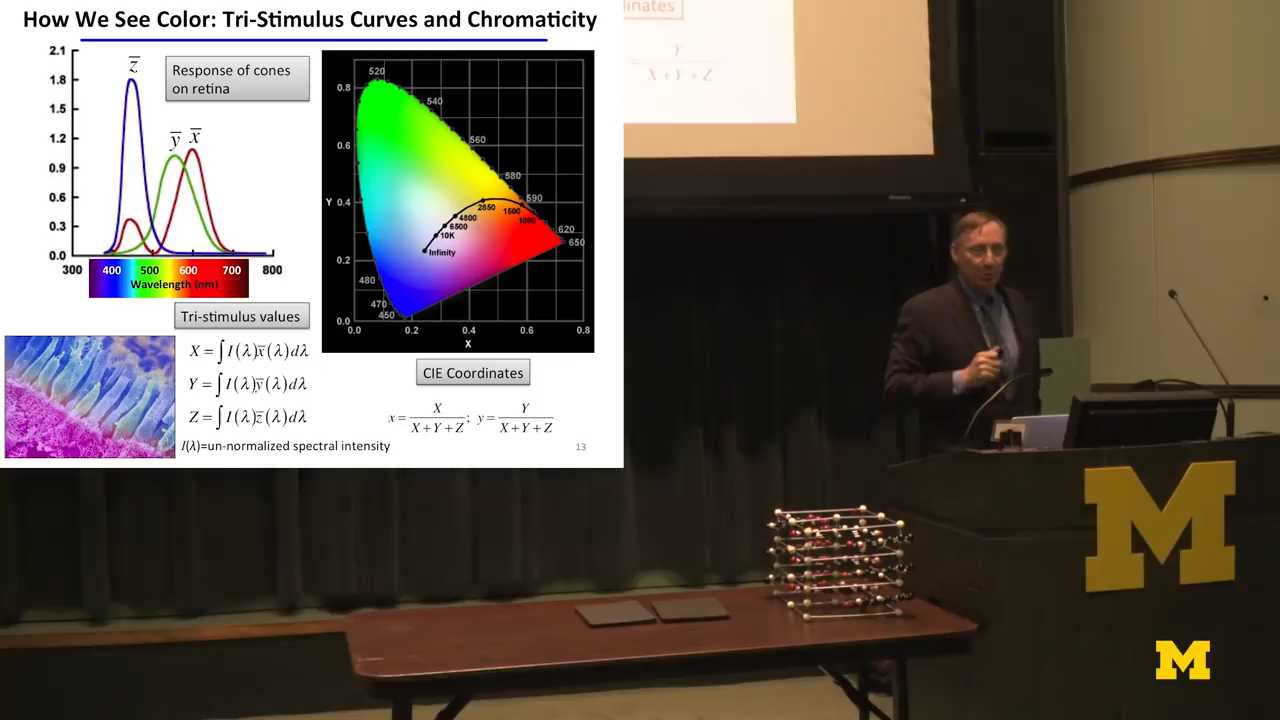 How We See Color: Tri-Stimulus Curves and Chromaticity
2.1
1.8
1.5
1.2
0.9
0.6
0.3
0.0
z̅
y̅ x̅
Response of cones
on retina
300 400 500 600 700 800
Wavelength (nm)
Tri-stimulus values
X = ∫ I(λ)x̅(λ)dλ
Y = ∫ I(λ)y̅(λ)dλ
Z = ∫ I(λ)z̅(λ)dλ
I(λ)=un-normalized spectral intensity
520
540
560
580
590
620
650
480
470
450
0.8
0.6
Y 0.4
0.2
0.0
0.0 0.2 0.4 0.6 0.8
X
2850
1500
1000
4800
6500
10K
Infinity
CIE Coordinates
x = X / X+Y+Z ; y = Y / X+Y+Z
13
inates
= Y / X+Y+Z
M
M